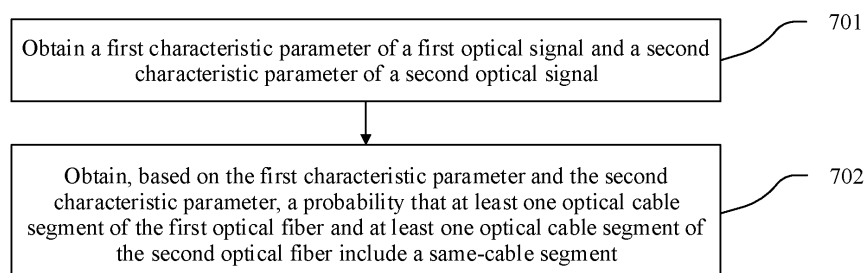 Obtain a first characteristic parameter of a first optical signal and a second
characteristic parameter of a second optical signal
701
Obtain, based on the first characteristic parameter and the second
characteristic parameter, a probability that at least one optical cable
segment of the first optical fiber and at least one optical cable segment of
the second optical fiber include a same-cable segment
702